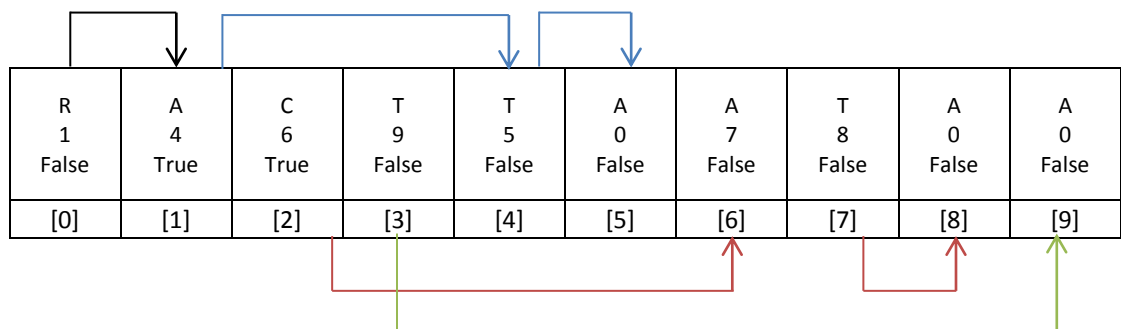 R A C T T A A T A A
1 4 6 9 5 0 7 8 0 0
False True True False False False False False False False
[0] [1] [2] [3] [4] [5] [6] [7] [8] [9]